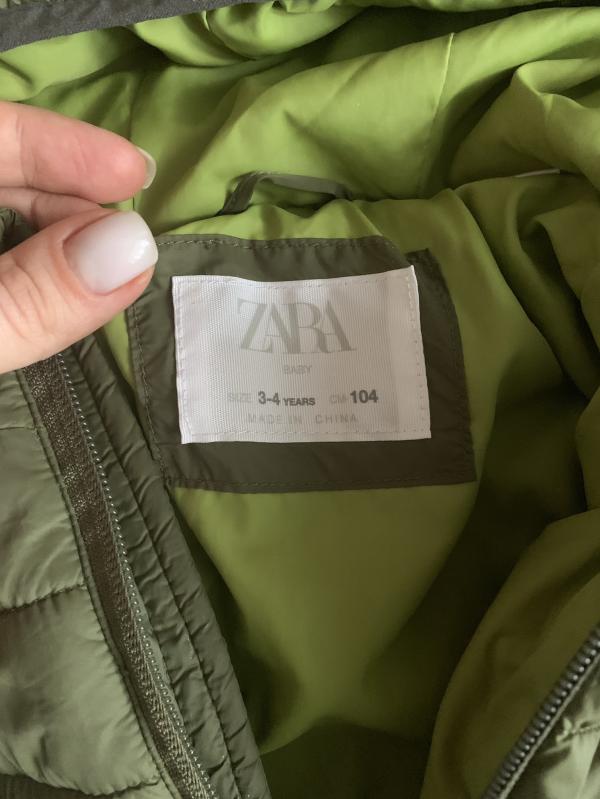 ZARA
BABY
SIZE 3-4 YEARS CM 104
MADE IN CHINA